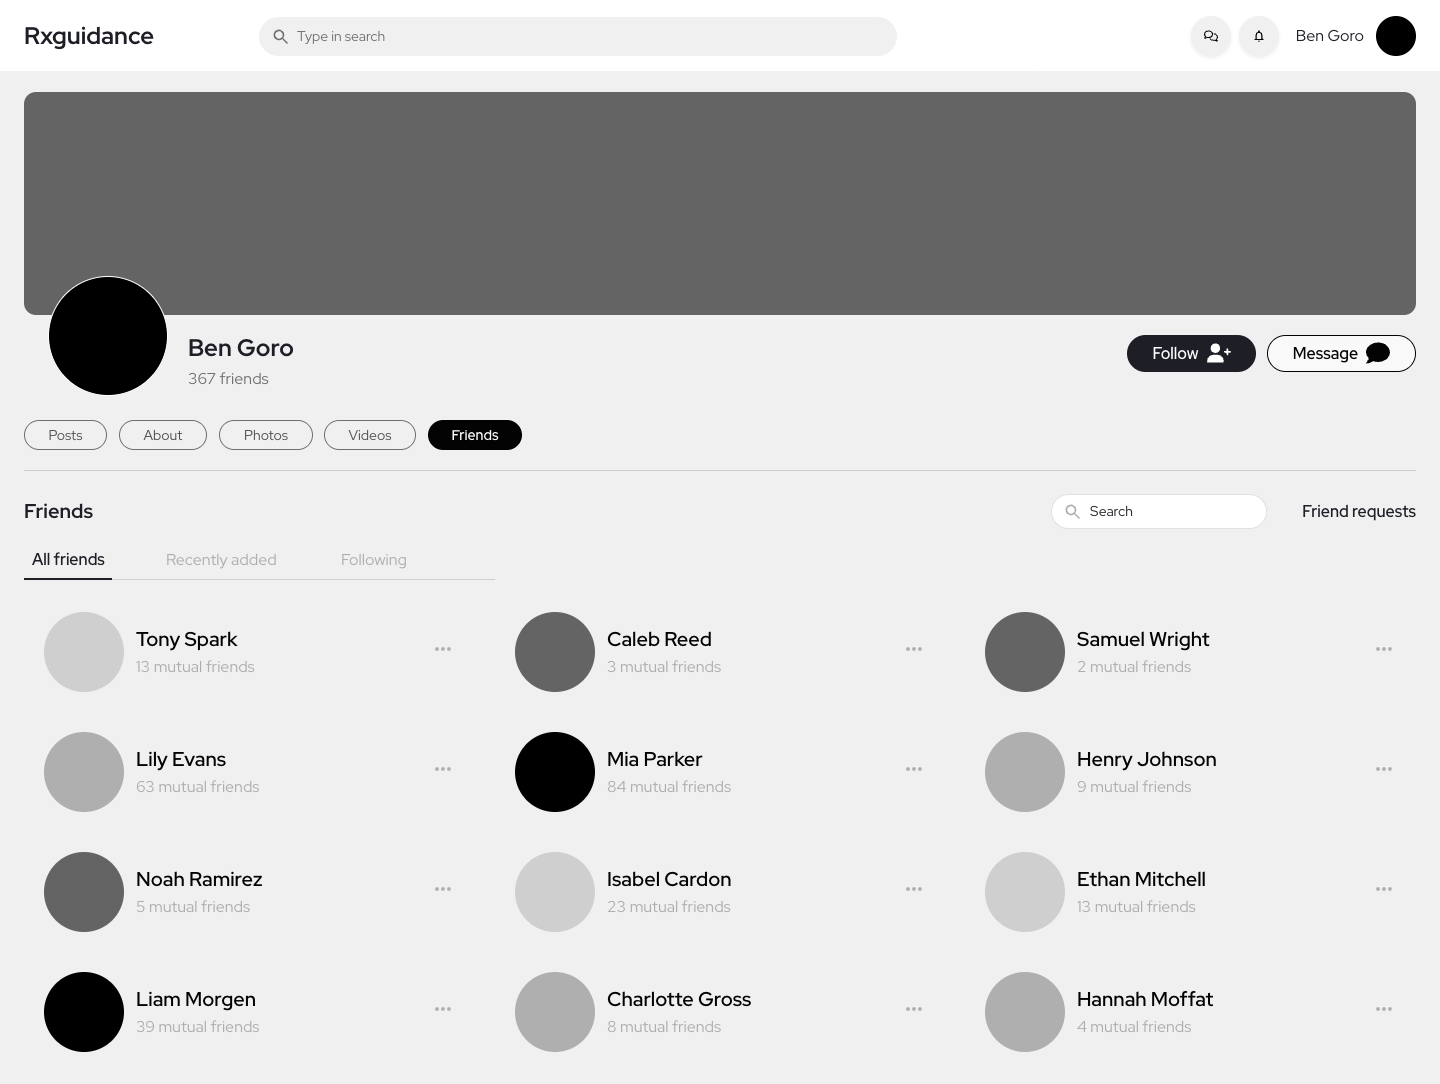 Rxguidance
Type in search
Ben Goro
Ben Goro
367 friends
Follow
Message
Posts
About
Photos
Videos
Friends
Friends
Search
Friend requests
All friends
Recently added
Following
Tony Spark
13 mutual friends
Caleb Reed
3 mutual friends
Samuel Wright
2 mutual friends
Lily Evans
63 mutual friends
Mia Parker
84 mutual friends
Henry Johnson
9 mutual friends
Noah Ramirez
5 mutual friends
Isabel Cardon
23 mutual friends
Ethan Mitchell
13 mutual friends
Liam Morgen
39 mutual friends
Charlotte Gross
8 mutual friends
Hannah Moffat
4 mutual friends